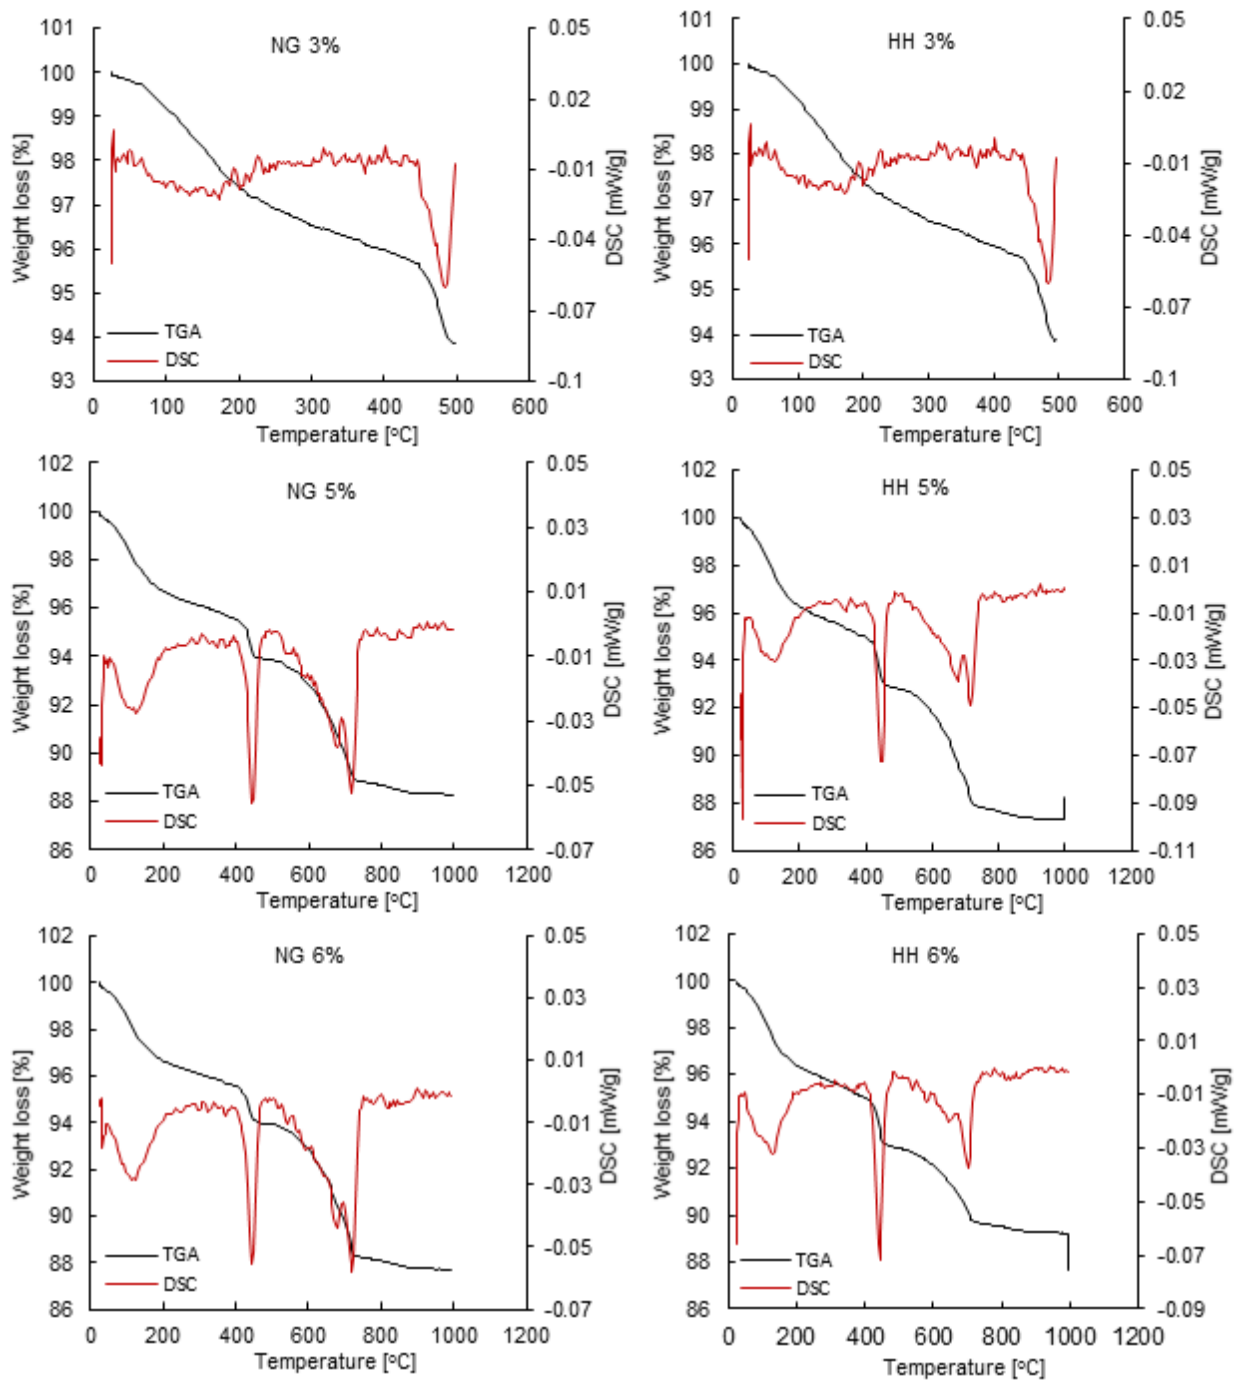 NG 3%
101
100
99
98
97
96
95
94
93
Weight loss [%]
0.05
0.02
-0.01
-0.04
-0.07
-0.1
DSC [mW/g]
TGA
DSC
0 100 200 300 400 500 600
Temperature [°C]
HH 3%
101
100
99
98
97
96
95
94
93
Weight loss [%]
0.05
0.02
-0.01
-0.04
-0.07
-0.1
DSC [mW/g]
TGA
DSC
0 100 200 300 400 500 600
Temperature [°C]
NG 5%
102
100
98
96
94
92
90
88
86
Weight loss [%]
0.05
0.03
0.01
-0.01
-0.03
-0.05
-0.07
DSC [mW/g]
TGA
DSC
0 200 400 600 800 1000 1200
Temperature [°C]
HH 5%
102
100
98
96
94
92
90
88
86
Weight loss [%]
0.05
0.03
0.01
-0.01
-0.03
-0.05
-0.07
-0.09
-0.11
DSC [mW/g]
TGA
DSC
0 200 400 600 800 1000 1200
Temperature [°C]
NG 6%
102
100
98
96
94
92
90
88
86
Weight loss [%]
0.05
0.03
0.01
-0.01
-0.03
-0.05
-0.07
DSC [mW/g]
TGA
DSC
0 200 400 600 800 1000 1200
Temperature [°C]
HH 6%
102
100
98
96
94
92
90
88
86
Weight loss [%]
0.05
0.03
0.01
-0.01
-0.03
-0.05
-0.07
-0.09
DSC [mW/g]
TGA
DSC
0 200 400 600 800 1000 1200
Temperature [°C]